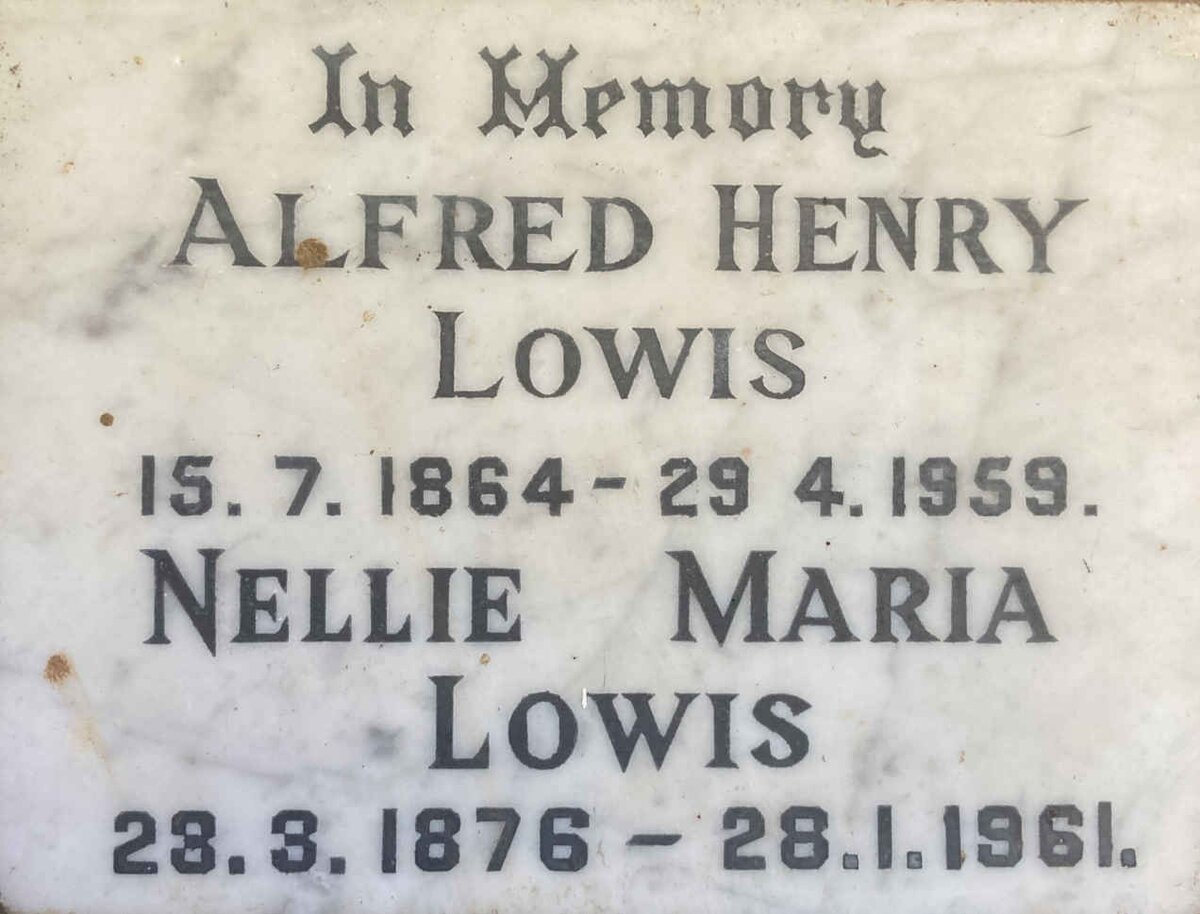 In Memory
ALFRED HENRY
LOWIS
15. 7. 1864 - 29 4. 1959.
NELLIE MARIA
LOWIS
23. 3. 1876 - 28.1.1961.